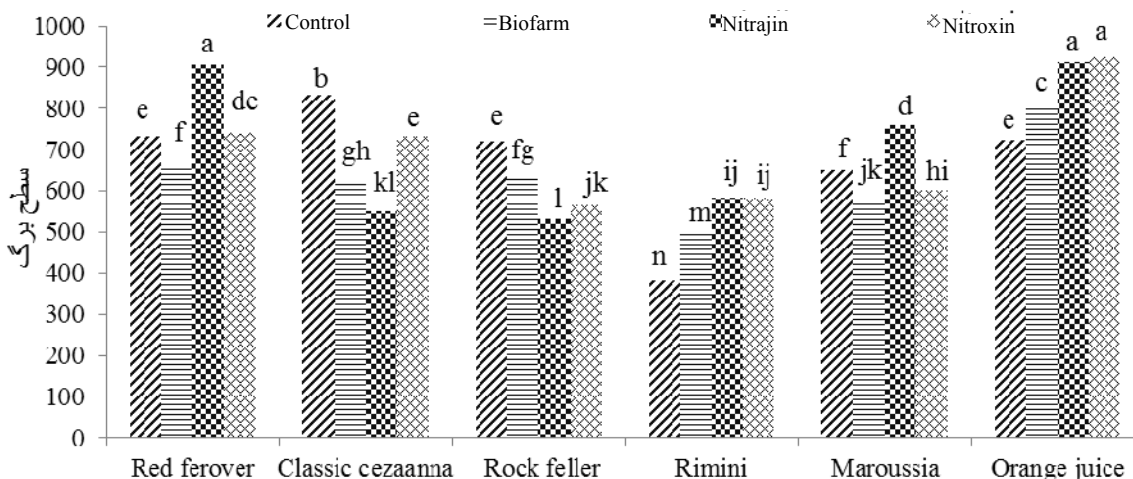 Control Biofarm Nitrajin Nitroxin
1000
900
800
700
600
500
400
300
200
100
0
سطح برگ
e f a dc
b gh kl e
e fg l jk
n m ij ij
f jk d hi
e c a a
Red ferover Classic cezaanna Rock feller Rimini Maroussia Orange juice